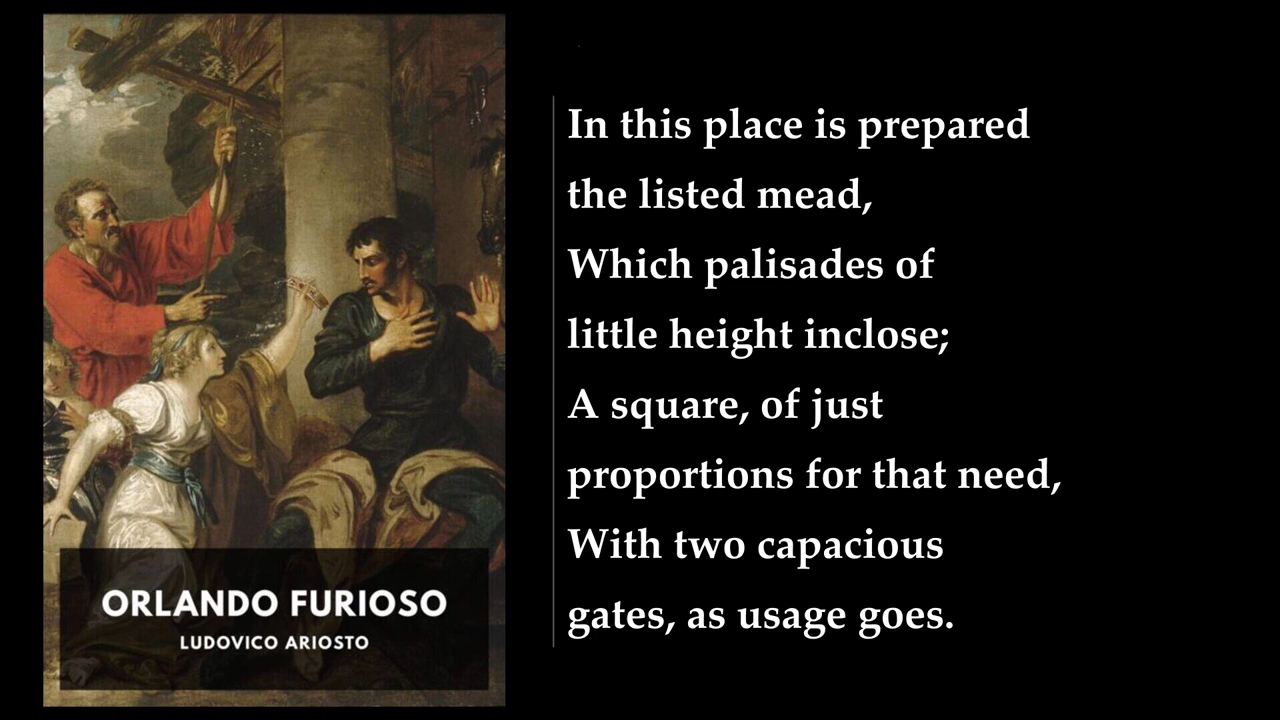 ORLANDO FURIOSO
LUDOVICO ARIOSTO
In this place is prepared
the listed mead,
Which palisades of
little height inclose;
A square, of just
proportions for that need,
With two capacious
gates, as usage goes.